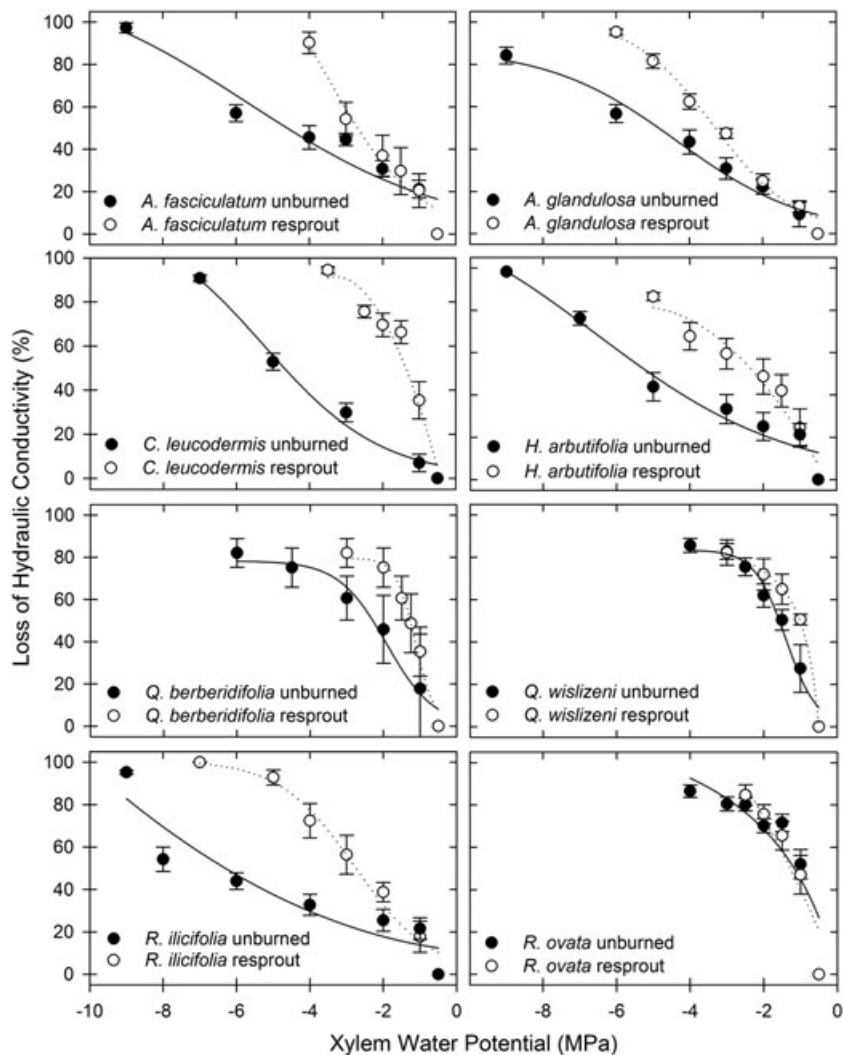 Loss of Hydraulic Conductivity (%)
100
80
60
40
20
0
A. fasciculatum unburned
A. fasciculatum resprout
A. glandulosa unburned
A. glandulosa resprout
80
60
40
20
0
C. leucodermis unburned
C. leucodermis resprout
H. arbutifolia unburned
H. arbutifolia resprout
80
60
40
20
0
Q. berberidifolia unburned
Q. berberidifolia resprout
Q. wislizeni unburned
Q. wislizeni resprout
100
80
60
40
20
0
R. ilicifolia unburned
R. ilicifolia resprout
R. ovata unburned
R. ovata resprout
-10 -8 -6 -4 -2 0 -8 -6 -4 -2 0
Xylem Water Potential (MPa)